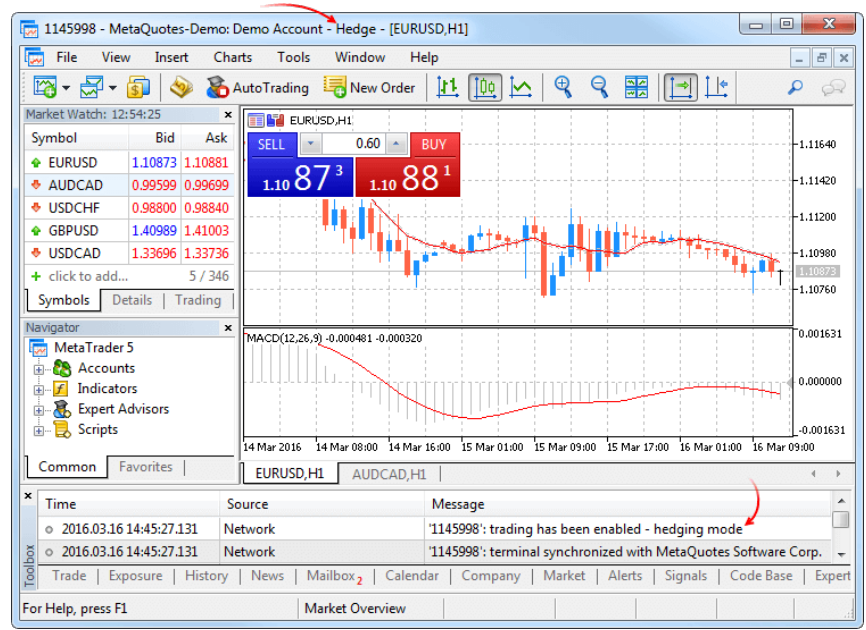 1145998 - MetaQuotes-Demo: Demo Account - Hedge - [EURUSD,H1]
File View Insert Charts Tools Window Help
AutoTrading New Order
Market Watch: 12:54:25
Symbol Bid Ask
EURUSD 1.10873 1.10881
AUDCAD 0.99599 0.99699
USDCHF 0.98800 0.98840
GBPUSD 1.40989 1.41003
USDCAD 1.33696 1.33736
click to add... 5 / 346
Symbols Details Trading
Navigator
MetaTrader 5
Accounts
Indicators
Expert Advisors
Scripts
Common Favorites
EURUSD,H1
SELL 0.60 BUY
1.10 87 3 1.10 88 1
1.11640
1.11420
1.11200
1.10980
1.10873
1.10760
MACD(12,26,9) -0.000481 -0.000320
0.001631
0.000000
-0.001631
14 Mar 2016 14 Mar 08:00 14 Mar 16:00 15 Mar 01:00 15 Mar 09:00 15 Mar 17:00 16 Mar 01:00 16 Mar 09:00
EURUSD,H1 AUDCAD,H1
Time Source Message
2016.03.16 14:45:27.131 Network '1145998': trading has been enabled - hedging mode
2016.03.16 14:45:27.131 Network '1145998': terminal synchronized with MetaQuotes Software Corp.
Toolbox
Trade Exposure History News Mailbox 2 Calendar Company Market Alerts Signals Code Base Expert
For Help, press F1 Market Overview